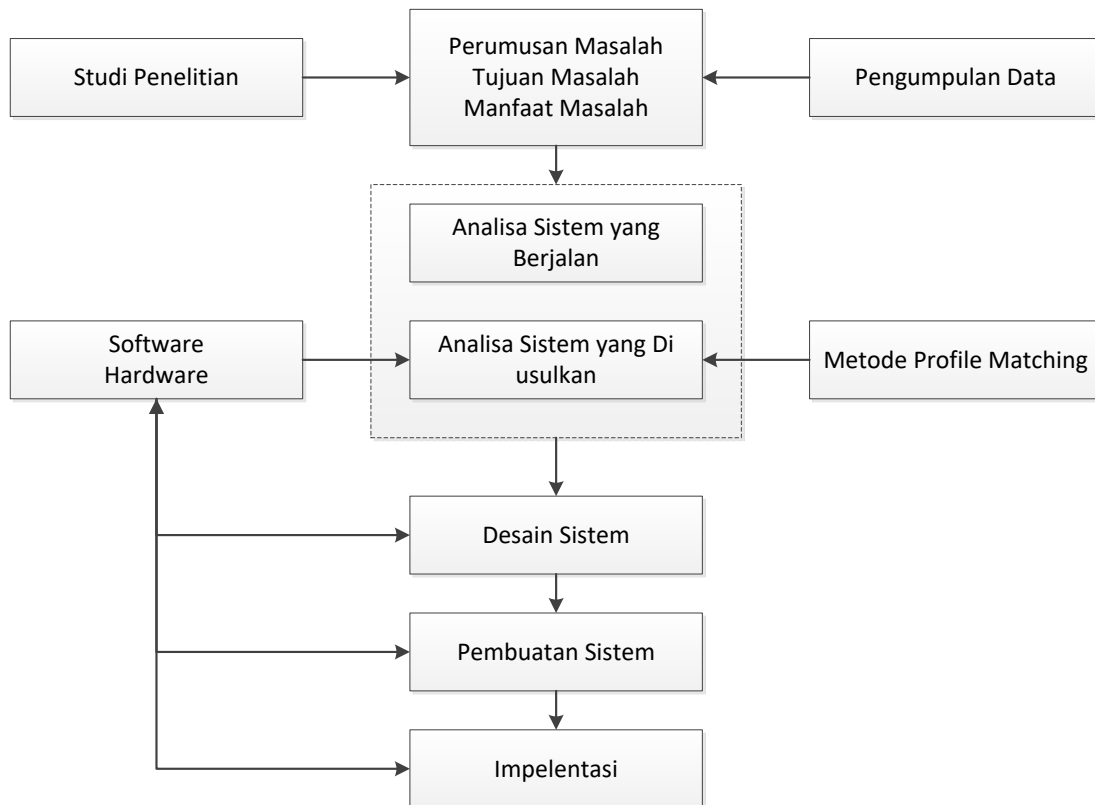 Studi Penelitian
Perumusan Masalah
Tujuan Masalah
Manfaat Masalah
Pengumpulan Data
Analisa Sistem yang
Berjalan
Software
Hardware
Analisa Sistem yang Di
usulkan
Metode Profile Matching
Desain Sistem
Pembuatan Sistem
Impelentasi